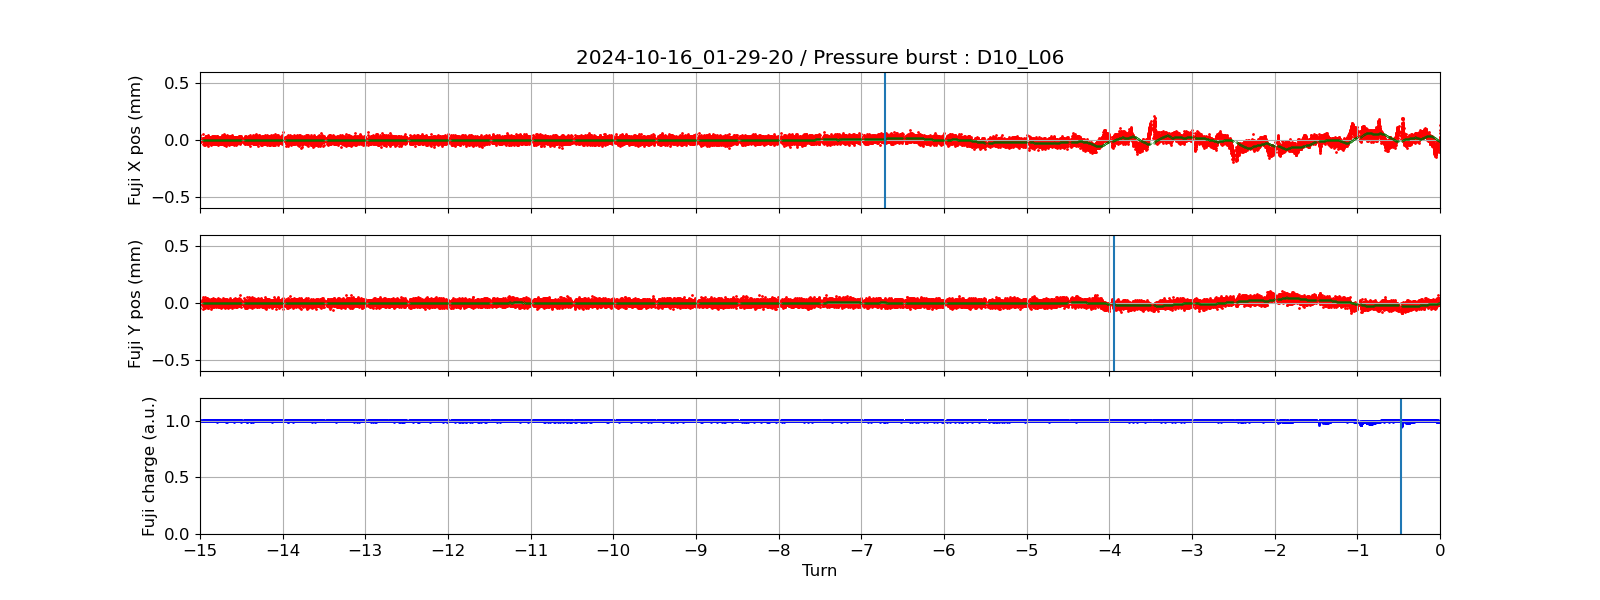 2024-10-16_01-29-20 / Pressure burst : D10_L06
Fuji X pos (mm)
0.5
0.0
−0.5
Fuji Y pos (mm)
0.5
0.0
−0.5
Fuji charge (a.u.)
1.0
0.5
0.0
−15 −14 −13 −12 −11 −10 −9 −8 −7 −6 −5 −4 −3 −2 −1 0
Turn